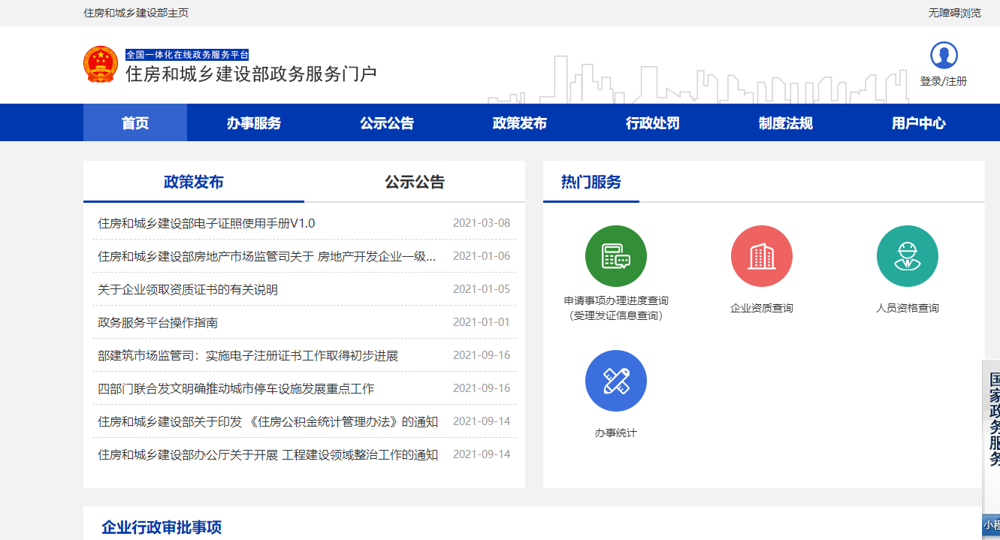 住房和城乡建设部主页
无障碍浏览
全国一体化在线政务服务平台
住房和城乡建设部政务服务门户
登录/注册
首页 办事服务 公示公告 政策发布 行政处罚 制度法规 用户中心
政策发布 公示公告
住房和城乡建设部电子证照使用手册V1.0 2021-03-08
住房和城乡建设部房地产市场监管司关于 房地产开发企业一级... 2021-01-06
关于企业领取资质证书的有关说明 2021-01-05
政务服务平台操作指南 2021-01-01
部建筑市场监管司：实施电子注册证书工作取得初步进展 2021-09-16
四部门联合发文明确推动城市停车设施发展重点工作 2021-09-16
住房和城乡建设部关于印发 《住房公积金统计管理办法》的通知 2021-09-14
住房和城乡建设部办公厅关于开展 工程建设领域整治工作的通知 2021-09-14
热门服务
申请事项办理进度查询
（受理发证信息查询）
企业资质查询
人员资格查询
办事统计
国家政务服务
小程
企业行政审批事项